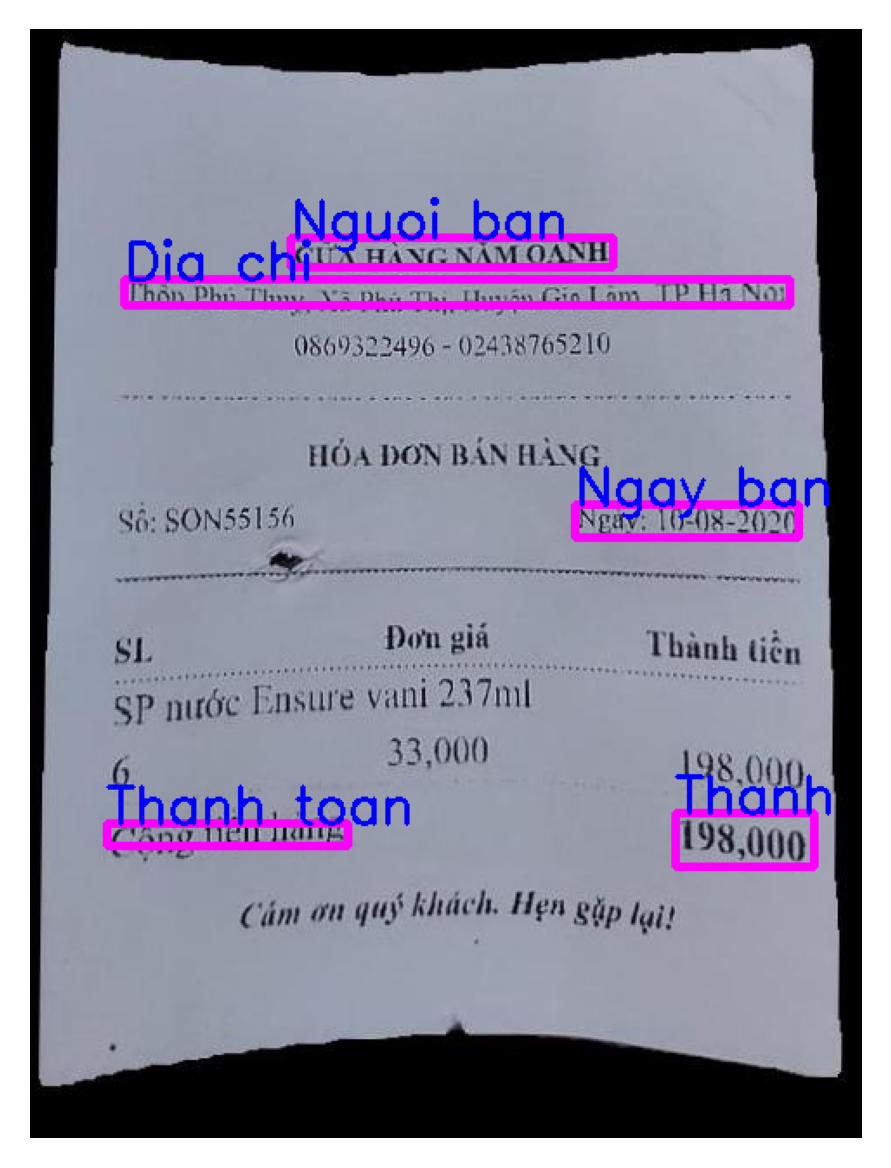 Nguoi ban
CỬA HÀNG NĂM OANH
Dia chi
Thôn Phú Thụy, Xã Phú Thị, Huyện Gia Lâm, TP Hà Nội
0869322496 - 02438765210
HÓA ĐƠN BÁN HÀNG
Ngay ban
Số: SON55156 Ngày: 10-08-2020
SL Đơn giá Thành tiền
SP nước Ensure vani 237ml
6 33,000 198,000
Thanh toan Thanh
Cộng tiền hàng 198,000
Cám ơn quý khách. Hẹn gặp lại!